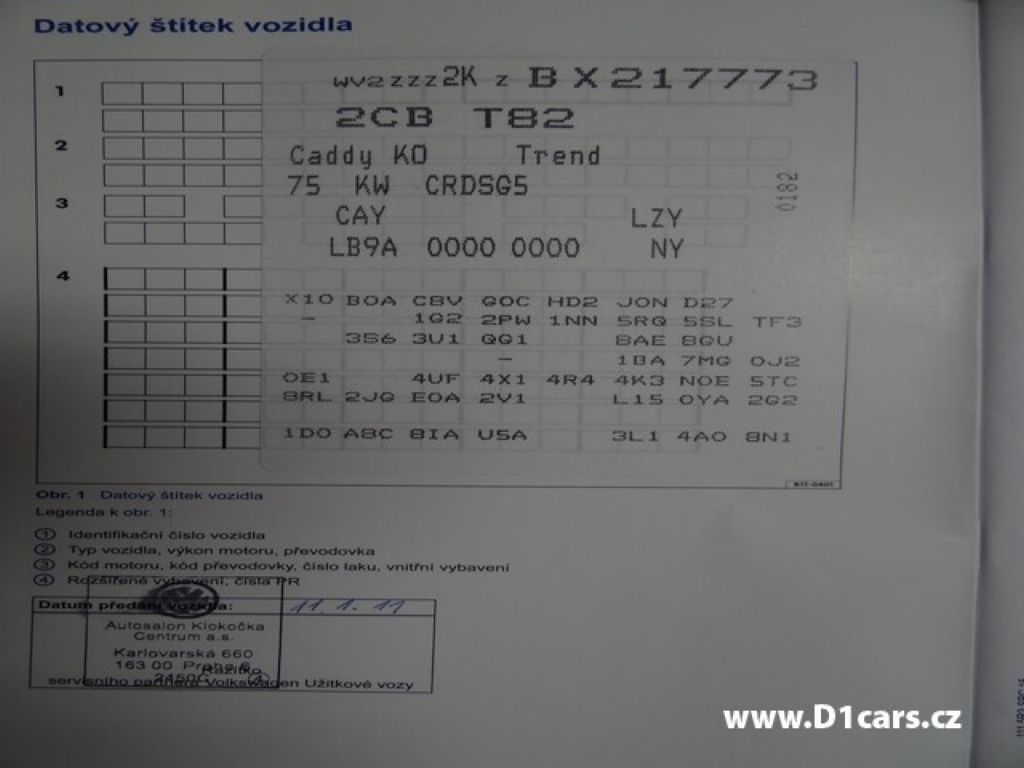 Datový štítek vozidla
1
WV2ZZZ2K Z BX217773
2CB T82
2
Caddy KO Trend
75 KW CRDSG5
0182
3
CAY LZY
LB9A 0000 0000 NY
4
X10 B0A C8V G0C HD2 J0N D27
– 1G2 2PW 1NN 5RQ 5SL TF3
3S6 3U1 QG1 8AE 8GU
– 1BA 7MG 0J2
0E1 4UF 4X1 4R4 4K3 N0E 5TC
8RL 2JQ E0A 2V1 L15 0YA 2G2
1D0 A8C 8IA U5A 3L1 4A0 8N1
B1F-0401
Obr. 1 Datový štítek vozidla
Legenda k obr. 1:
1 Identifikační číslo vozidla
2 Typ vozidla, výkon motoru, převodovka
3 Kód motoru, kód převodovky, číslo laku, vnitřní vybavení
4 Rozšířené vybavení, čísla PR
Datum předání vozidla: 11.1.11
Autosalon Klokočka
Centrum a.s.
Karlovarská 660
163 00 Praha 6
Razítko
servisního partnera Volkswagen Užitkové vozy
www.D1cars.cz